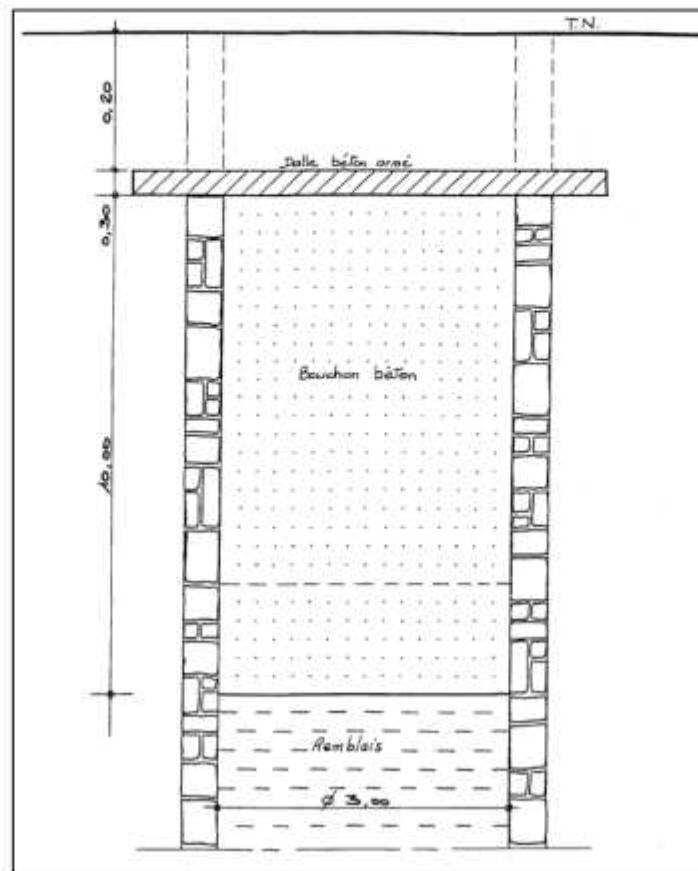 T.N.
0,20
Dalle béton armé
0,30
Bouchon béton
10,00
Remblais
Ø 3,00